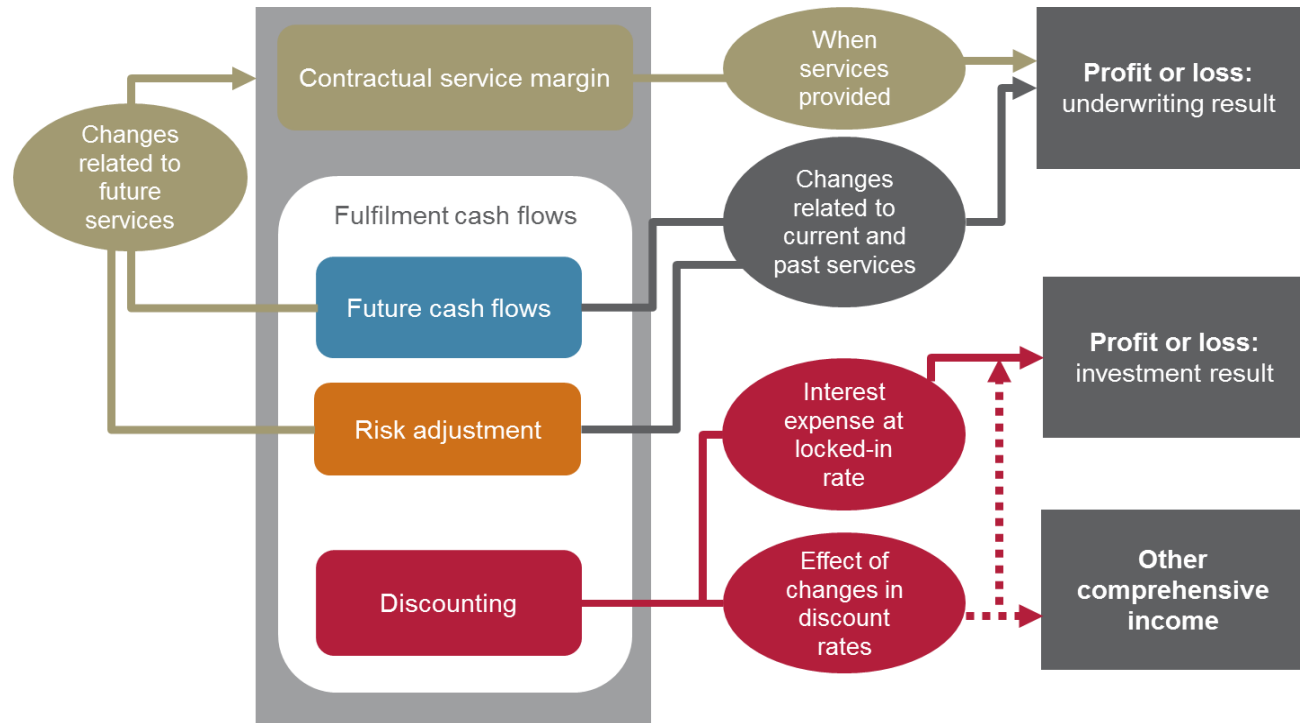 Contractual service margin
When
services
provided
Profit or loss:
underwriting result
Changes
related to
future
services
Fulfilment cash flows
Changes
related to
current and
past services
Future cash flows
Profit or loss:
investment result
Interest
expense at
locked-in
rate
Risk adjustment
Discounting
Effect of
changes in
discount
rates
Other
comprehensive
income